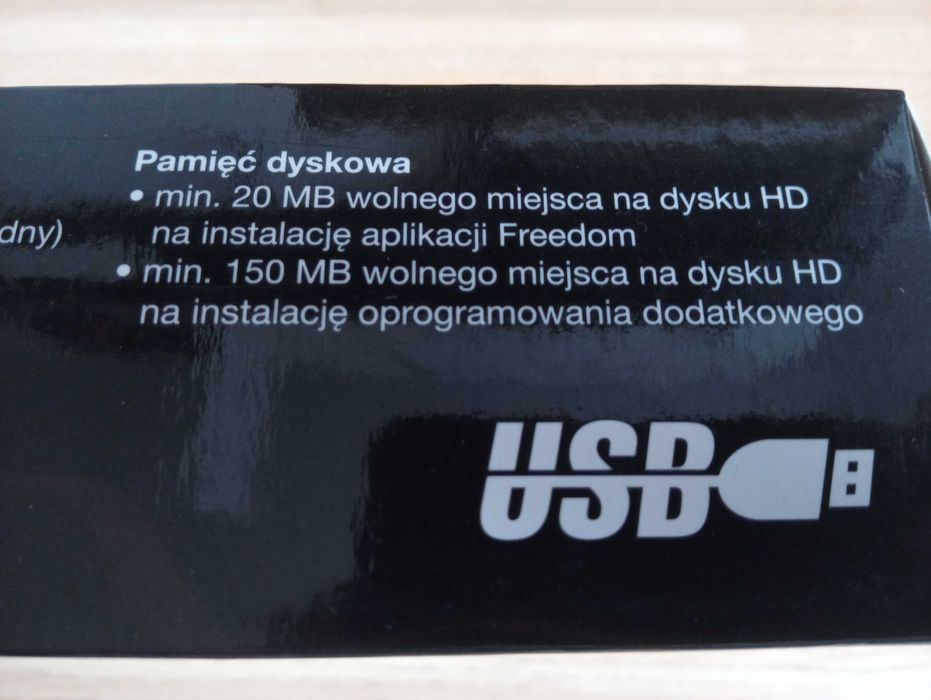 Pamięć dyskowa
• min. 20 MB wolnego miejsca na dysku HD
na instalację aplikacji Freedom
dny)
• min. 150 MB wolnego miejsca na dysku HD
na instalację oprogramowania dodatkowego
USB